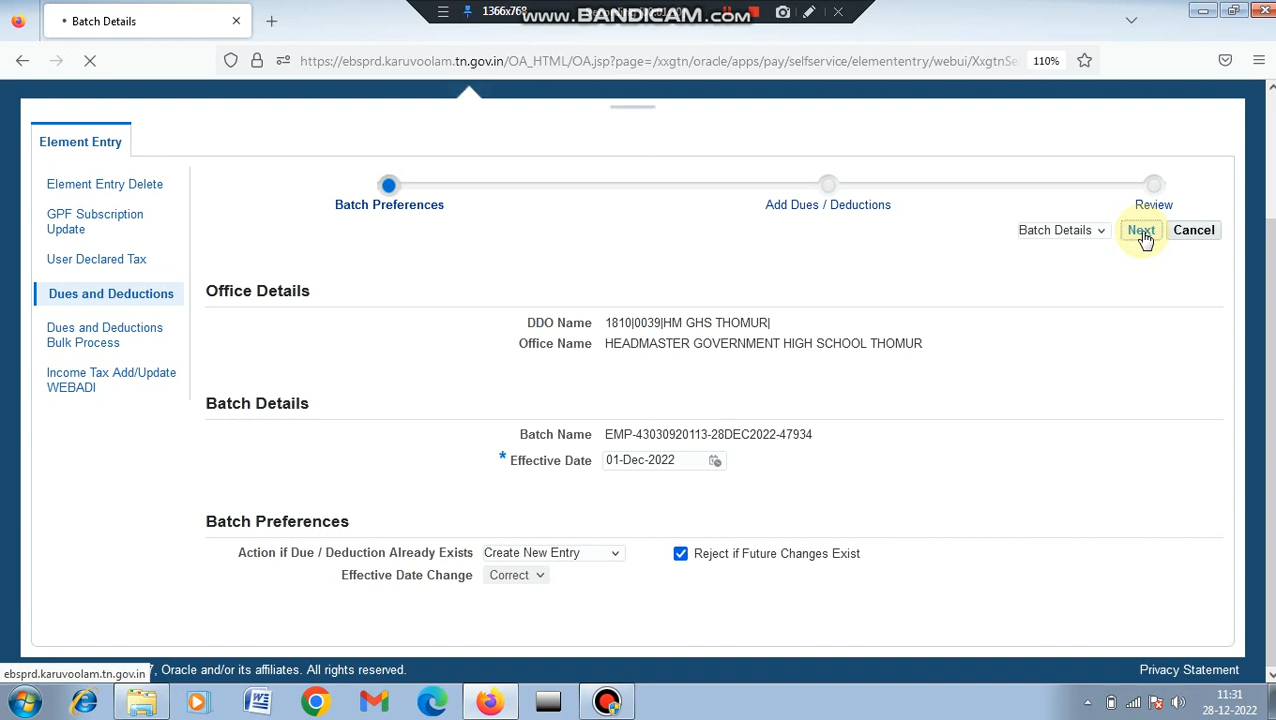 Batch Details
1366x768
www.BANDICAM.com
https://ebsprd.karuvoolam.tn.gov.in/OA_HTML/OA.jsp?page=/xxgtn/oracle/apps/pay/selfservice/elemententry/webui/XxgtnSe
110%
Element Entry
Element Entry Delete
GPF Subscription
Update
User Declared Tax
Dues and Deductions
Dues and Deductions
Bulk Process
Income Tax Add/Update
WEBADI
Batch Preferences
Add Dues / Deductions
Review
Batch Details
Next
Cancel
Office Details
DDO Name 1810|0039|HM GHS THOMUR|
Office Name HEADMASTER GOVERNMENT HIGH SCHOOL THOMUR
Batch Details
Batch Name EMP-43030920113-28DEC2022-47934
* Effective Date 01-Dec-2022
Batch Preferences
Action if Due / Deduction Already Exists Create New Entry Reject if Future Changes Exist
Effective Date Change Correct
ebsprd.karuvoolam.tn.gov.in
7, Oracle and/or its affiliates. All rights reserved.
Privacy Statement
11:31
28-12-2022